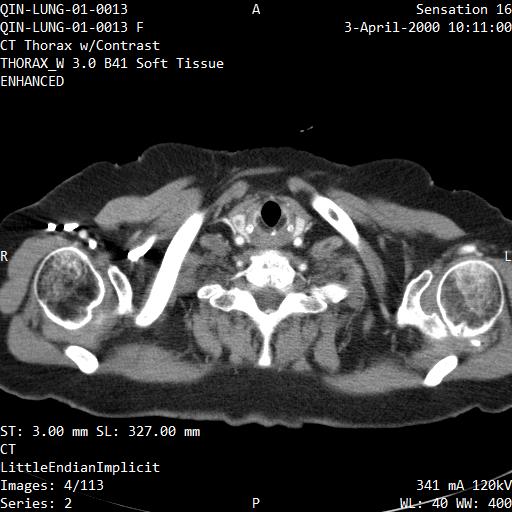 QIN-LUNG-01-0013
A
Sensation 16
QIN-LUNG-01-0013 F
3-April-2000 10:11:00
CT Thorax w/Contrast
THORAX_W 3.0 B41 Soft Tissue
ENHANCED
R
L
ST: 3.00 mm SL: 327.00 mm
CT
LittleEndianImplicit
Images: 4/113
341 mA 120kV
Series: 2
P
WL: 40 WW: 400